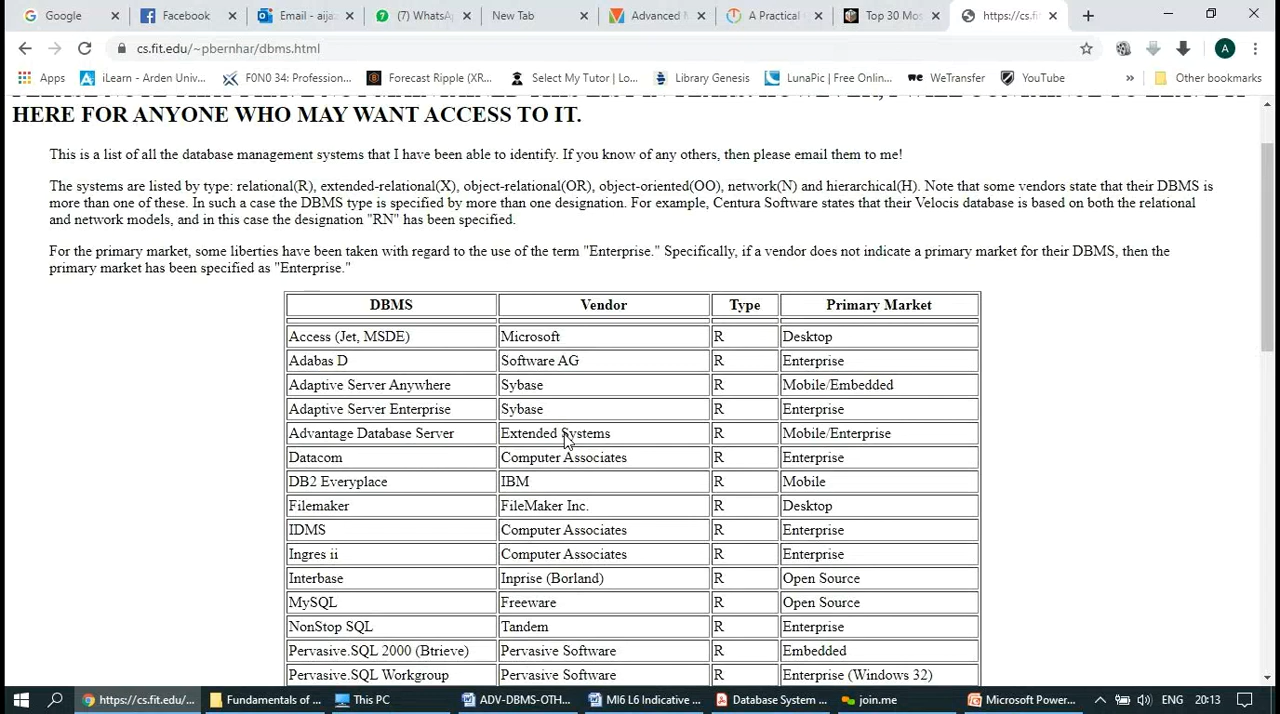 Google
Facebook
Email - aija
(7) WhatsA
New Tab
Advanced M
A Practical
Top 30 Mos
https://cs.fi
cs.fit.edu/~pbernhar/dbms.html
A
Apps
iLearn - Arden Univ...
F0N0 34: Profession...
Forecast Ripple (XR...
Select My Tutor | Lo...
Library Genesis
LunaPic | Free Onlin...
WeTransfer
YouTube
»
Other bookmarks
HERE FOR ANYONE WHO MAY WANT ACCESS TO IT.
This is a list of all the database management systems that I have been able to identify. If you know of any others, then please email them to me!
The systems are listed by type: relational(R), extended-relational(X), object-relational(OR), object-oriented(OO), network(N) and hierarchical(H). Note that some vendors state that their DBMS is
more than one of these. In such a case the DBMS type is specified by more than one designation. For example, Centura Software states that their Velocis database is based on both the relational
and network models, and in this case the designation "RN" has been specified.
For the primary market, some liberties have been taken with regard to the use of the term "Enterprise." Specifically, if a vendor does not indicate a primary market for their DBMS, then the
primary market has been specified as "Enterprise."
DBMS Vendor Type Primary Market
Access (Jet, MSDE) Microsoft R Desktop
Adabas D Software AG R Enterprise
Adaptive Server Anywhere Sybase R Mobile/Embedded
Adaptive Server Enterprise Sybase R Enterprise
Advantage Database Server Extended Systems R Mobile/Enterprise
Datacom Computer Associates R Enterprise
DB2 Everyplace IBM R Mobile
Filemaker FileMaker Inc. R Desktop
IDMS Computer Associates R Enterprise
Ingres ii Computer Associates R Enterprise
Interbase Inprise (Borland) R Open Source
MySQL Freeware R Open Source
NonStop SQL Tandem R Enterprise
Pervasive.SQL 2000 (Btrieve) Pervasive Software R Embedded
Pervasive.SQL Workgroup Pervasive Software R Enterprise (Windows 32)
https://cs.fit.edu/...
Fundamentals of ...
This PC
ADV-DBMS-OTH...
MI6 L6 Indicative ...
Database System ...
join.me
Microsoft Power...
ENG
20:13